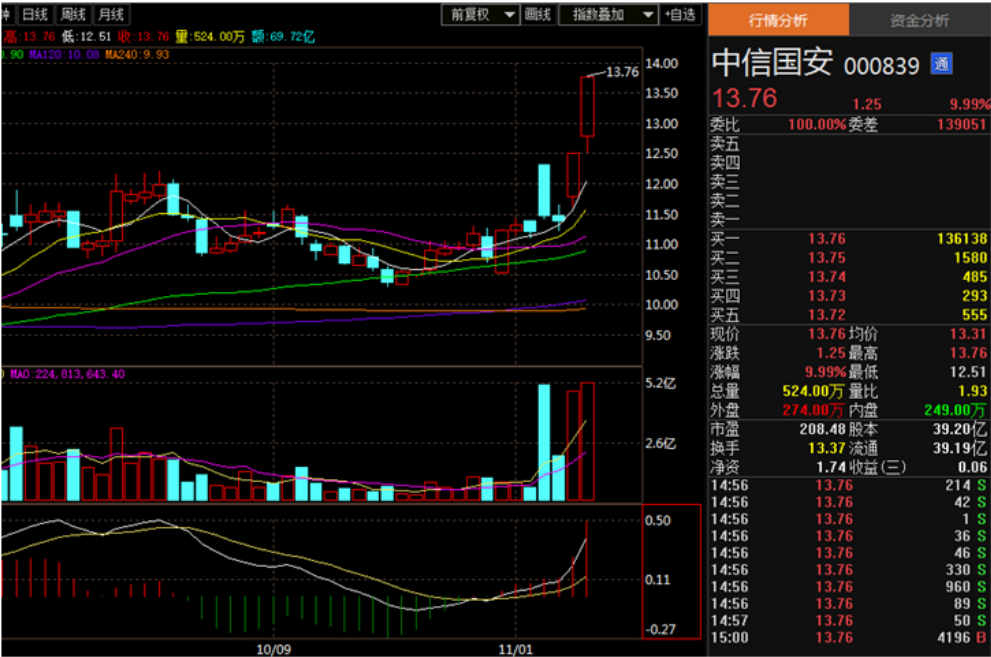 钟 日线 周线 月线 前复权 画线 指数叠加 +自选
高:13.76 低:12.51 收:13.76 量:524.00万 额:69.72亿
0.90 MA120:10.08 MA240:9.93
13.76
14.00
13.50
13.00
12.50
12.00
11.50
11.00
10.50
10.00
9.50
MA0:224,813,643.40
5.2亿
2.6亿
0.50
0.11
-0.27
10/09 11/01
行情分析 资金分析
中信国安 000839 通
13.76 1.25 9.99%
委比 100.00% 委差 139051
卖五
卖四
卖三
卖二
卖一
买一 13.76 136138
买二 13.75 1580
买三 13.74 485
买四 13.73 293
买五 13.72 555
现价 13.76 均价 13.31
涨跌 1.25 最高 13.76
涨幅 9.99% 最低 12.51
总量 524.00万 量比 1.93
外盘 274.00万 内盘 249.00万
市盈 208.48 股本 39.20亿
换手 13.37 流通 39.19亿
净资 1.74 收益(三) 0.06
14:56 13.76 214 S
14:56 13.76 42 S
14:56 13.76 1 S
14:56 13.76 36 S
14:56 13.76 46 S
14:56 13.76 330 S
14:56 13.76 960 S
14:56 13.76 89 S
14:57 13.76 50 S
15:00 13.76 4196 B